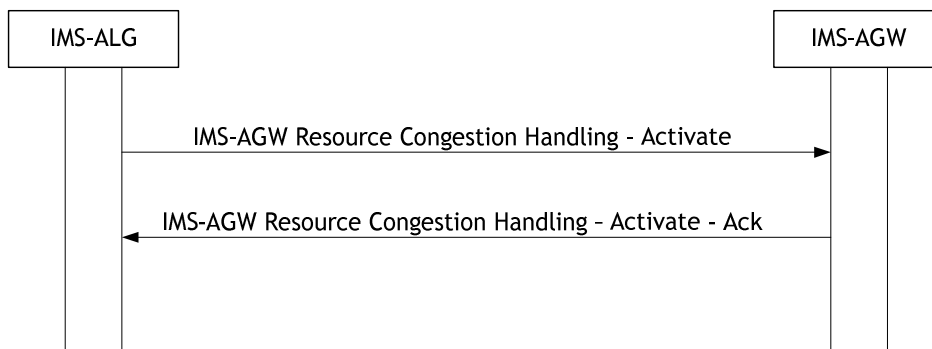 IMS-ALG
IMS-AGW
IMS-AGW Resource Congestion Handling - Activate
IMS-AGW Resource Congestion Handling – Activate - Ack